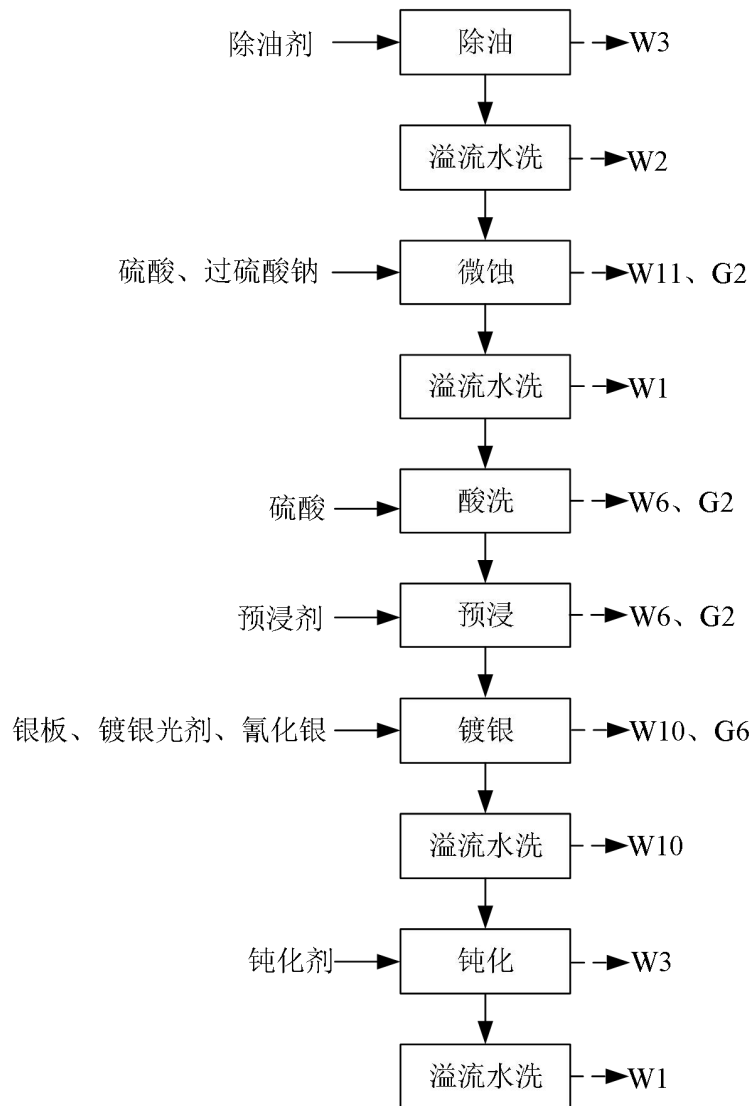 除油剂 除油 W3
溢流水洗 W2
硫酸、过硫酸钠 微蚀 W11、G2
溢流水洗 W1
硫酸 酸洗 W6、G2
预浸剂 预浸 W6、G2
银板、镀银光剂、氰化银 镀银 W10、G6
溢流水洗 W10
钝化剂 钝化 W3
溢流水洗 W1